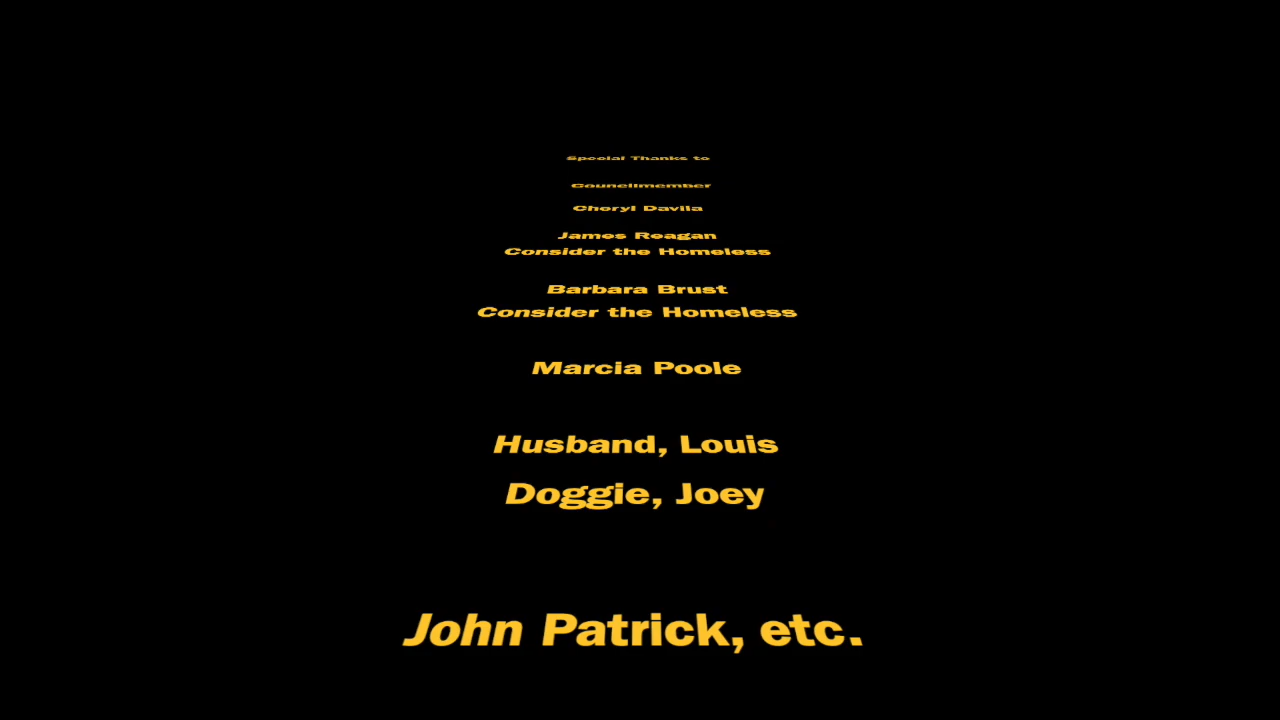 Special Thanks to
Councilmember
Cheryl Davila
James Reagan
Consider the Homeless
Barbara Brust
Consider the Homeless
Marcia Poole
Husband, Louis
Doggie, Joey
John Patrick, etc.